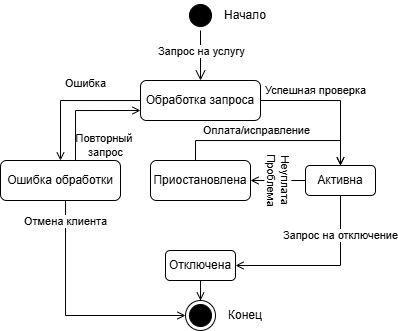 Начало
Запрос на услугу
Ошибка
Обработка запроса
Успешная проверка
Повторный
запрос
Оплата/исправление
Ошибка обработки
Приостановлена
Неуплата
Проблема
Активна
Отмена клиента
Запрос на отключение
Отключена
Конец